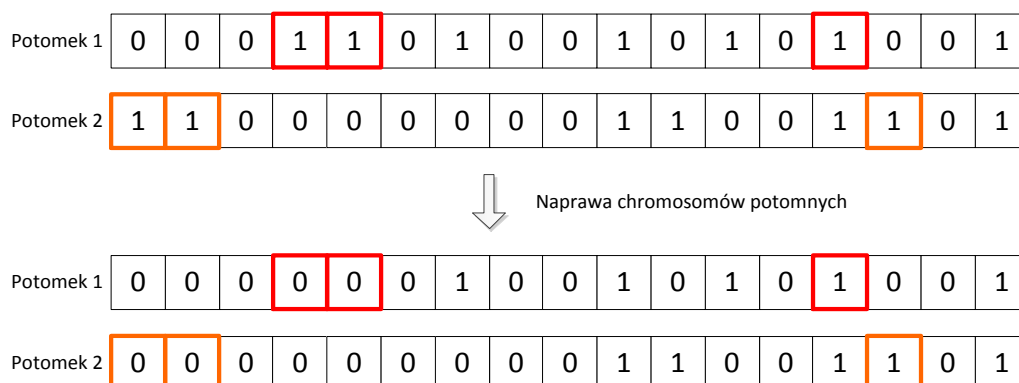 Potomek 1 0 0 0 1 1 0 1 0 0 1 0 1 0 1 0 0 1
Potomek 2 1 1 0 0 0 0 0 0 0 1 1 0 0 1 1 0 1
Naprawa chromosomów potomnych
Potomek 1 0 0 0 0 0 0 1 0 0 1 0 1 0 1 0 0 1
Potomek 2 0 0 0 0 0 0 0 0 0 1 1 0 0 1 1 0 1